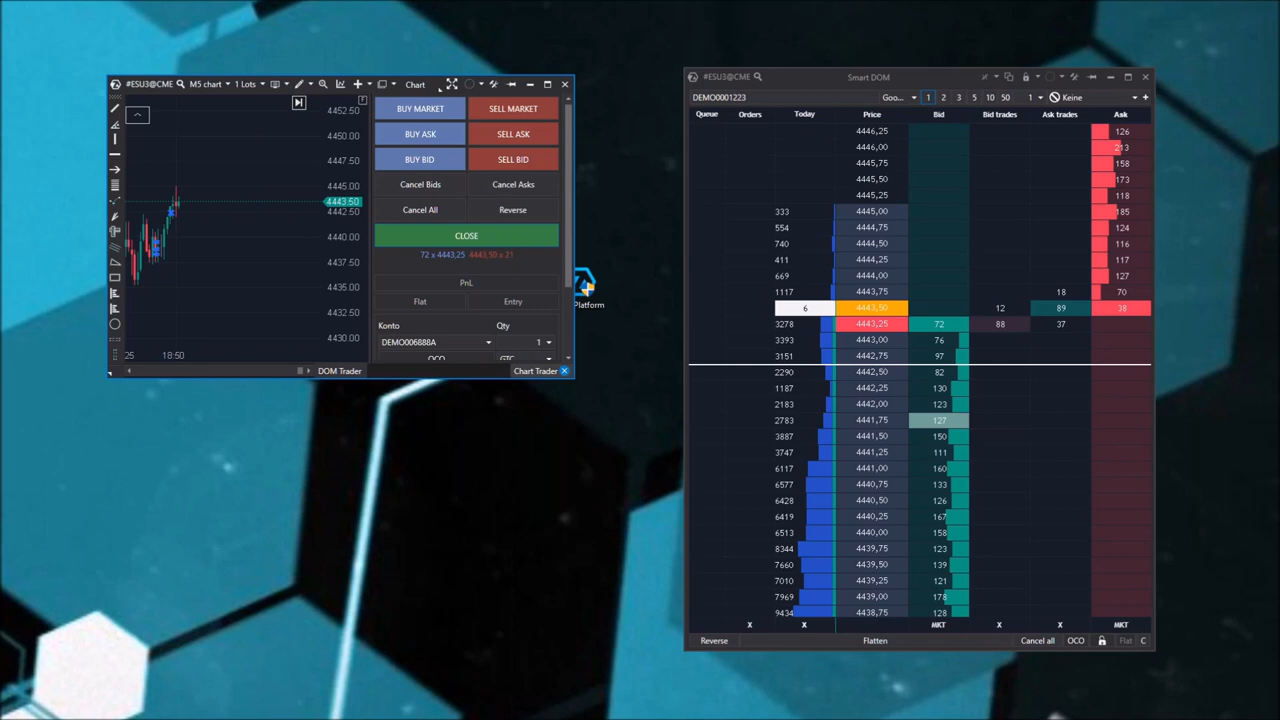 #ESU3@CME M5 chart 1 Lots Chart
4452.50
4450.00
4447.50
4445.00
4443.50
4442.50
4440.00
4437.50
4435.00
4432.50
4430.00
25 18:50
BUY MARKET SELL MARKET
BUY ASK SELL ASK
BUY BID SELL BID
Cancel Bids Cancel Asks
Cancel All Reverse
CLOSE
72 x 4443,25 4443,50 x 21
PnL
Flat Entry
Konto Qty
DEMO006888A 1
OCO GTC
DOM Trader Chart Trader
Platform
#ESU3@CME Smart DOM
DEMO0001223 Goo... 1 2 3 5 10 50 1 Keine
Queue Orders Today Price Bid Bid trades Ask trades Ask
4446,25 126
4446,00 213
4445,75 158
4445,50 173
4445,25 118
333 4445,00 185
554 4444,75 124
740 4444,50 116
411 4444,25 117
669 4444,00 127
1117 4443,75 18 70
6 4443,50 12 89 38
3278 4443,25 72 88 37
3393 4443,00 76
3151 4442,75 97
2290 4442,50 82
1187 4442,25 130
2183 4442,00 123
2783 4441,75 127
3887 4441,50 150
3747 4441,25 111
6117 4441,00 160
6577 4440,75 133
6428 4440,50 126
6419 4440,25 167
6513 4440,00 158
8344 4439,75 123
7660 4439,50 139
7010 4439,25 121
7969 4439,00 178
9434 4438,75 128
X X MKT X X MKT
Reverse Flatten Cancel all OCO Flat C